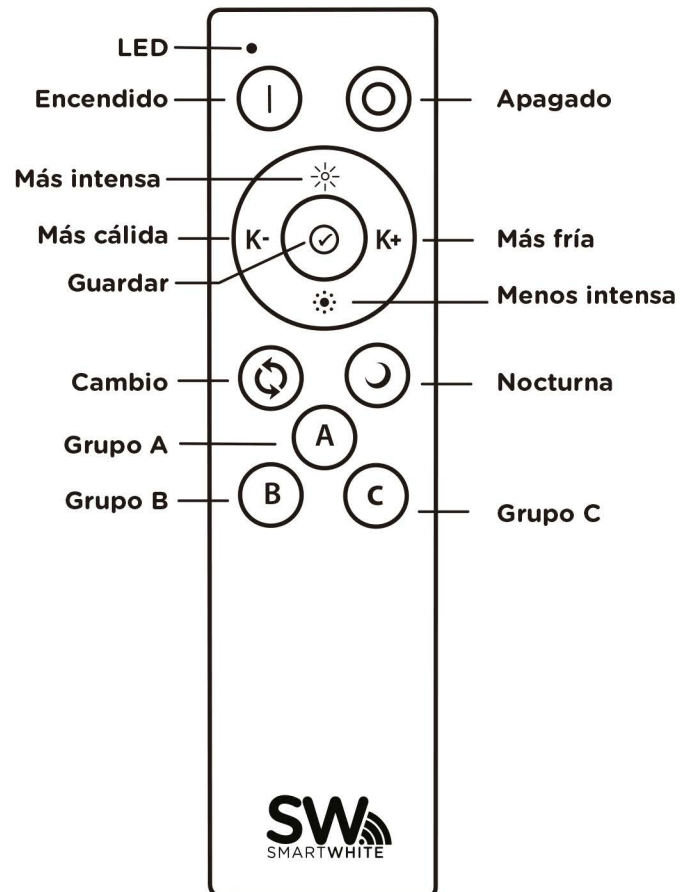 LED
Encendido
Apagado
Más intensa
Más cálida
K-
K+
Más fría
Guardar
Menos intensa
Cambio
Nocturna
Grupo A
A
Grupo B
B
C
Grupo C
SW
SMARTWHITE